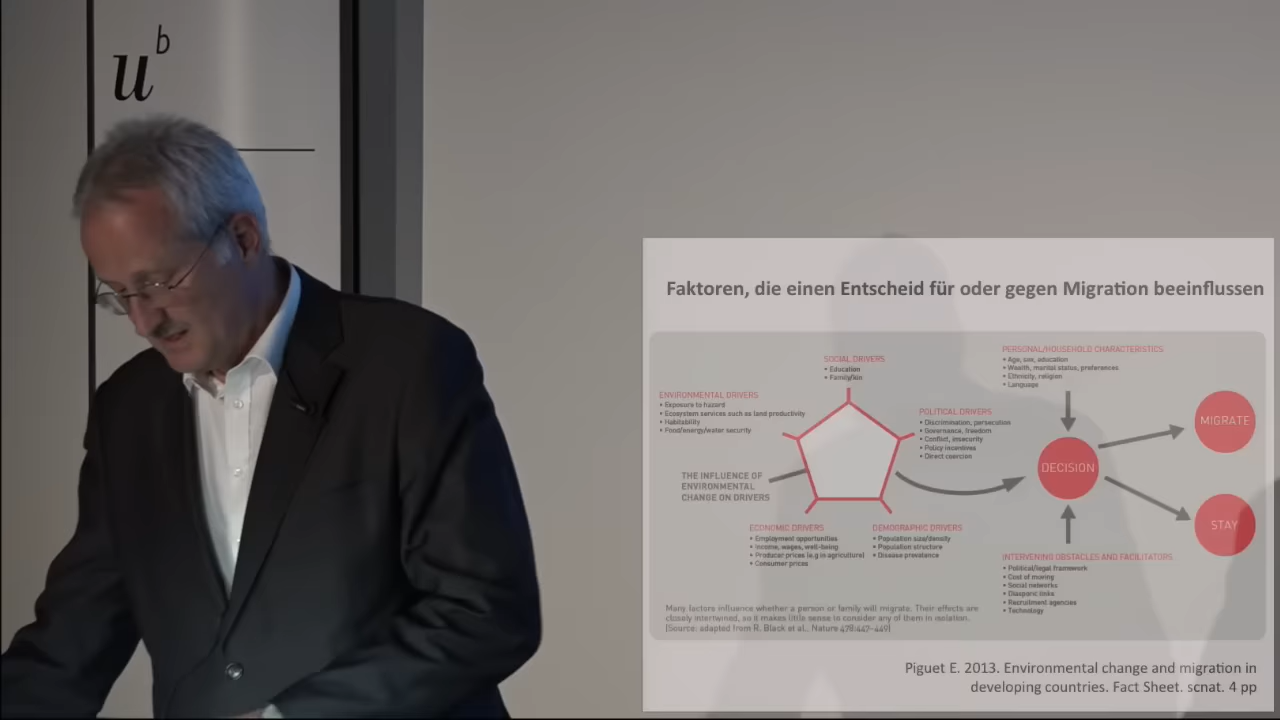 u
b
Faktoren, die einen Entscheid für oder gegen Migration beeinflussen
SOCIAL DRIVERS
• Education
• Family/kin
ENVIRONMENTAL DRIVERS
• Exposure to hazard
• Ecosystem services such as land productivity
• Habitability
• Food/energy/water security
POLITICAL DRIVERS
• Discrimination, persecution
• Governance, freedom
• Conflict, insecurity
• Policy incentives
• Direct coercion
THE INFLUENCE OF
ENVIRONMENTAL
CHANGE ON DRIVERS
ECONOMIC DRIVERS
• Employment opportunities
• Income, wages, well-being
• Producer prices (e.g in agriculture)
• Consumer prices
DEMOGRAPHIC DRIVERS
• Population size/density
• Population structure
• Disease prevalence
PERSONAL/HOUSEHOLD CHARACTERISTICS
• Age, sex, education
• Wealth, marital status, preferences
• Ethnicity, religion
• Language
DECISION
MIGRATE
STAY
INTERVENING OBSTACLES AND FACILITATORS
• Political/legal framework
• Cost of moving
• Social networks
• Diasporic links
• Recruitment agencies
• Technology
Many factors influence whether a person or family will migrate. Their effects are
closely intertwined, so it makes little sense to consider any of them in isolation.
(Source: adapted from R. Black et al., Nature 478:447–449)
Piguet E. 2013. Environmental change and migration in
developing countries. Fact Sheet. scnat. 4 pp